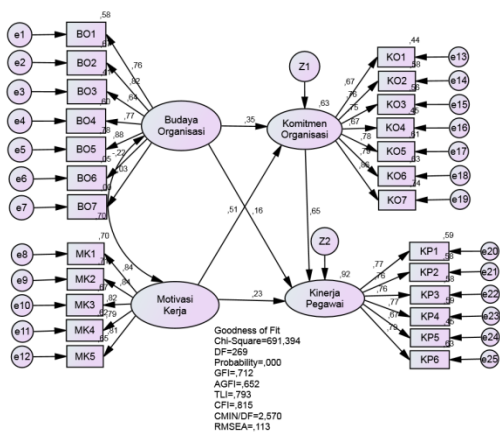 ,58
e1 BO1
e2 BO2
e3 BO3
e4 BO4
e5 BO5
e6 BO6
e7 BO7
,76
,92
,64
,77
,88
-,22
,03
,78
,05
,70
Budaya
Organisasi
,70
e8 MK1
e9 MK2
e10 MK3
e11 MK4
e12 MK5
,84
,84
,82
,79
,81
,65
Motivasi
Kerja
,35
,16
,51
,23
,65
Z1
,63
Komitmen
Organisasi
,44
KO1 e13
KO2 e14
KO3 e15
KO4 e16
KO5 e17
KO6 e18
KO7 e19
,67
,76
,75
,67
,78
Z2
,92
Kinerja
Pegawai
,59
KP1 e20
KP2 e21
KP3 e22
KP4 e23
KP5 e24
KP6 e25
,77
,76
,76
,77
,67
,79
,63
Goodness of Fit
Chi-Square=691,394
DF=269
Probability=,000
GFI=,712
AGFI=,652
TLI=,793
CFI=,815
CMIN/DF=2,570
RMSEA=,113